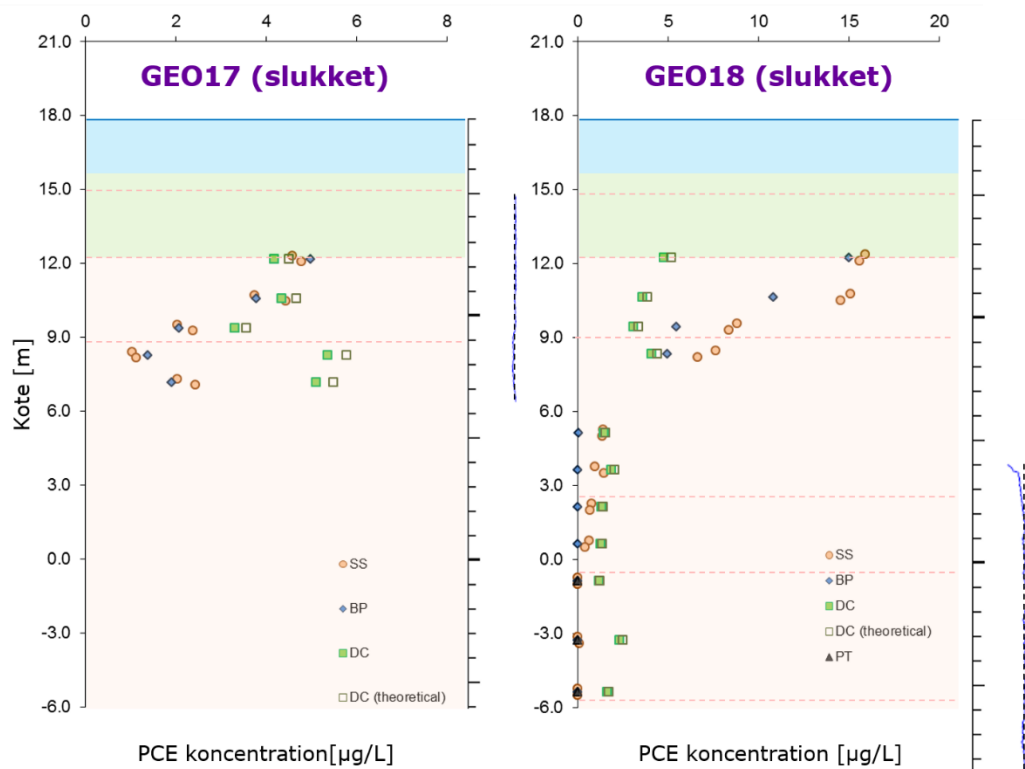 0 2 4 6 8
0 5 10 15 20
21.0
18.0
15.0
12.0
9.0
6.0
3.0
0.0
-3.0
-6.0
Kote [m]
GEO17 (slukket)
SS
BP
DC
DC (theoretical)
PCE koncentration[µg/L]
21.0
18.0
15.0
12.0
9.0
6.0
3.0
0.0
-3.0
-6.0
GEO18 (slukket)
SS
BP
DC
DC (theoretical)
PT
PCE koncentration [µg/L]